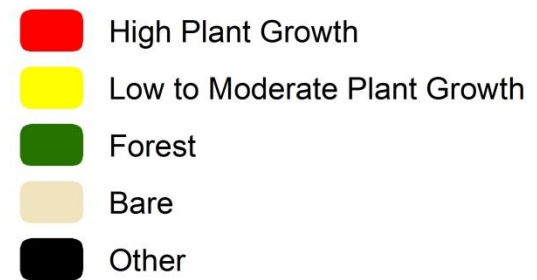 High Plant Growth
Low to Moderate Plant Growth
Forest
Bare
Other